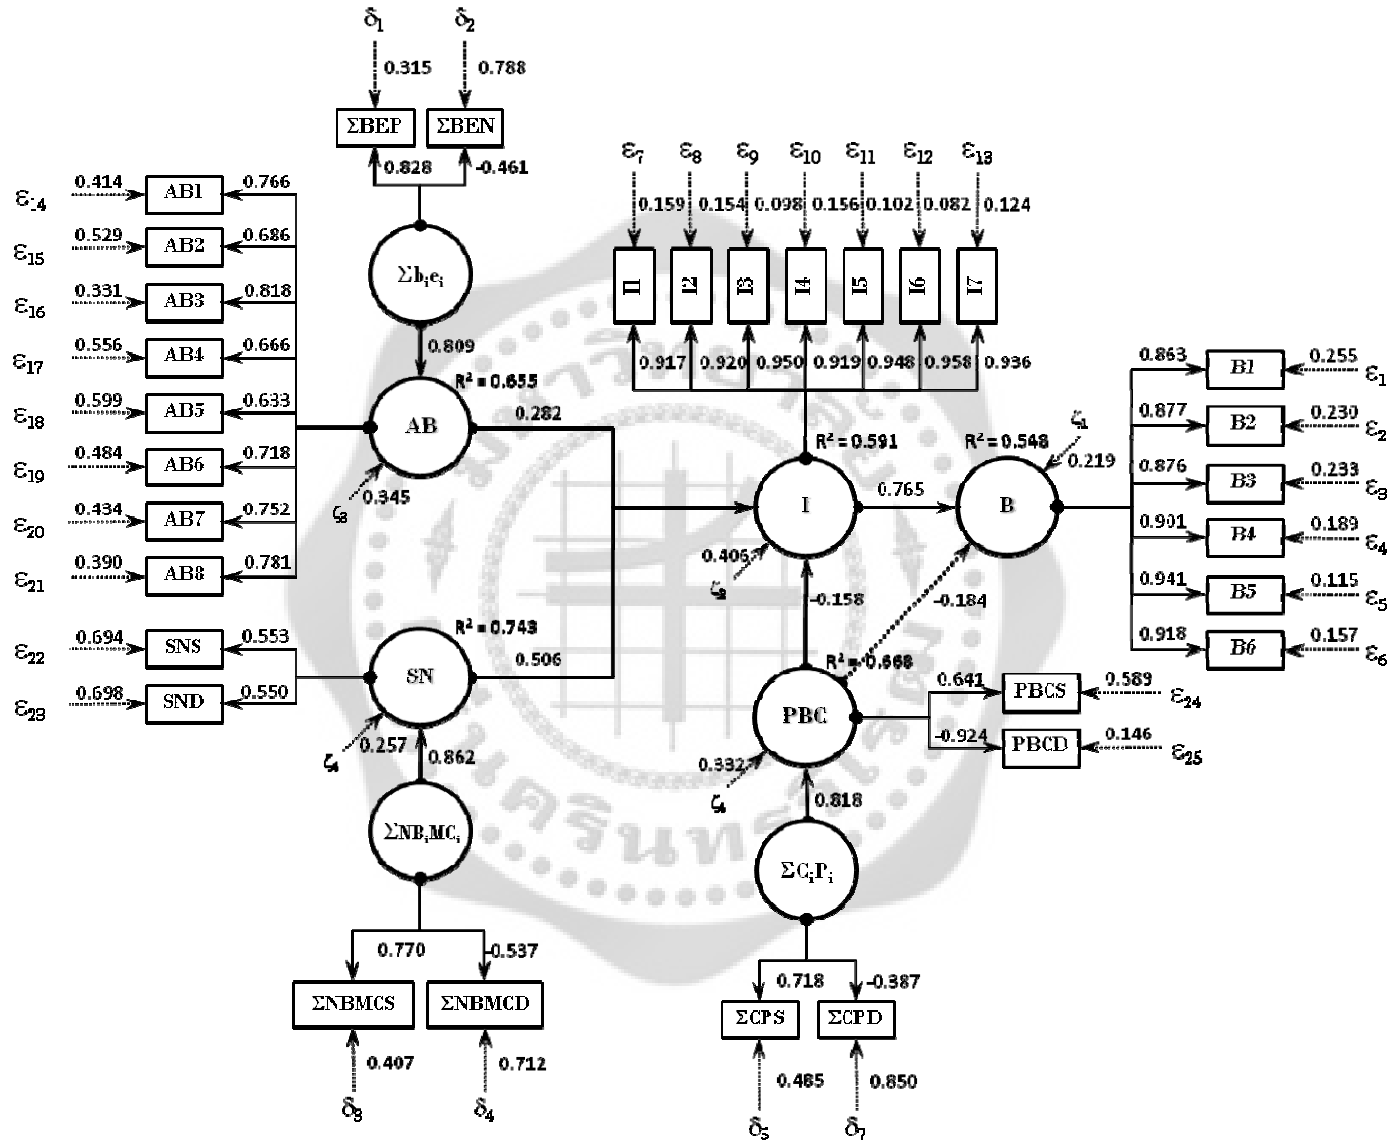 δ1 δ2
0.315 0.788
ΣBEP ΣBEN
0.828 -0.461
Σbiei
0.809
ε14 0.414 AB1 0.766
ε15 0.529 AB2 0.686
ε16 0.331 AB3 0.818
ε17 0.556 AB4 0.666
ε18 0.599 AB5 0.633
ε19 0.484 AB6 0.718
ε20 0.434 AB7 0.752
ε21 0.390 AB8 0.781
R² = 0.655
AB 0.282
ζ3 0.345
ε22 0.694 SNS 0.553
ε23 0.698 SND 0.550
R² = 0.743
SN 0.506
0.257
0.862
ΣNBiMCi
0.770 -0.537
ΣNBMCS ΣNBMCD
0.407 0.712
δ3 δ4
ε7 ε8 ε9 ε10 ε11 ε12 ε13
0.159 0.154 0.098 0.156 0.102 0.082 0.124
I1 I2 I3 I4 I5 I6 I7
0.917 0.920 0.950 0.919 0.948 0.958 0.936
R² = 0.591
I 0.765
0.406
ζ2
-0.158
R² = 0.548
ζ1
0.219
B
-0.184
0.863 B1 0.255 ε1
0.877 B2 0.230 ε2
0.876 B3 0.233 ε3
0.901 B4 0.189 ε4
0.941 B5 0.115 ε5
0.918 B6 0.157 ε6
R² = 0.668
PBC
0.641 PBCS 0.589 ε24
-0.924 PBCD 0.146 ε25
0.332
0.818
ΣCiPi
0.718 -0.387
ΣCPS ΣCPD
0.485 0.850
δ5 δ7